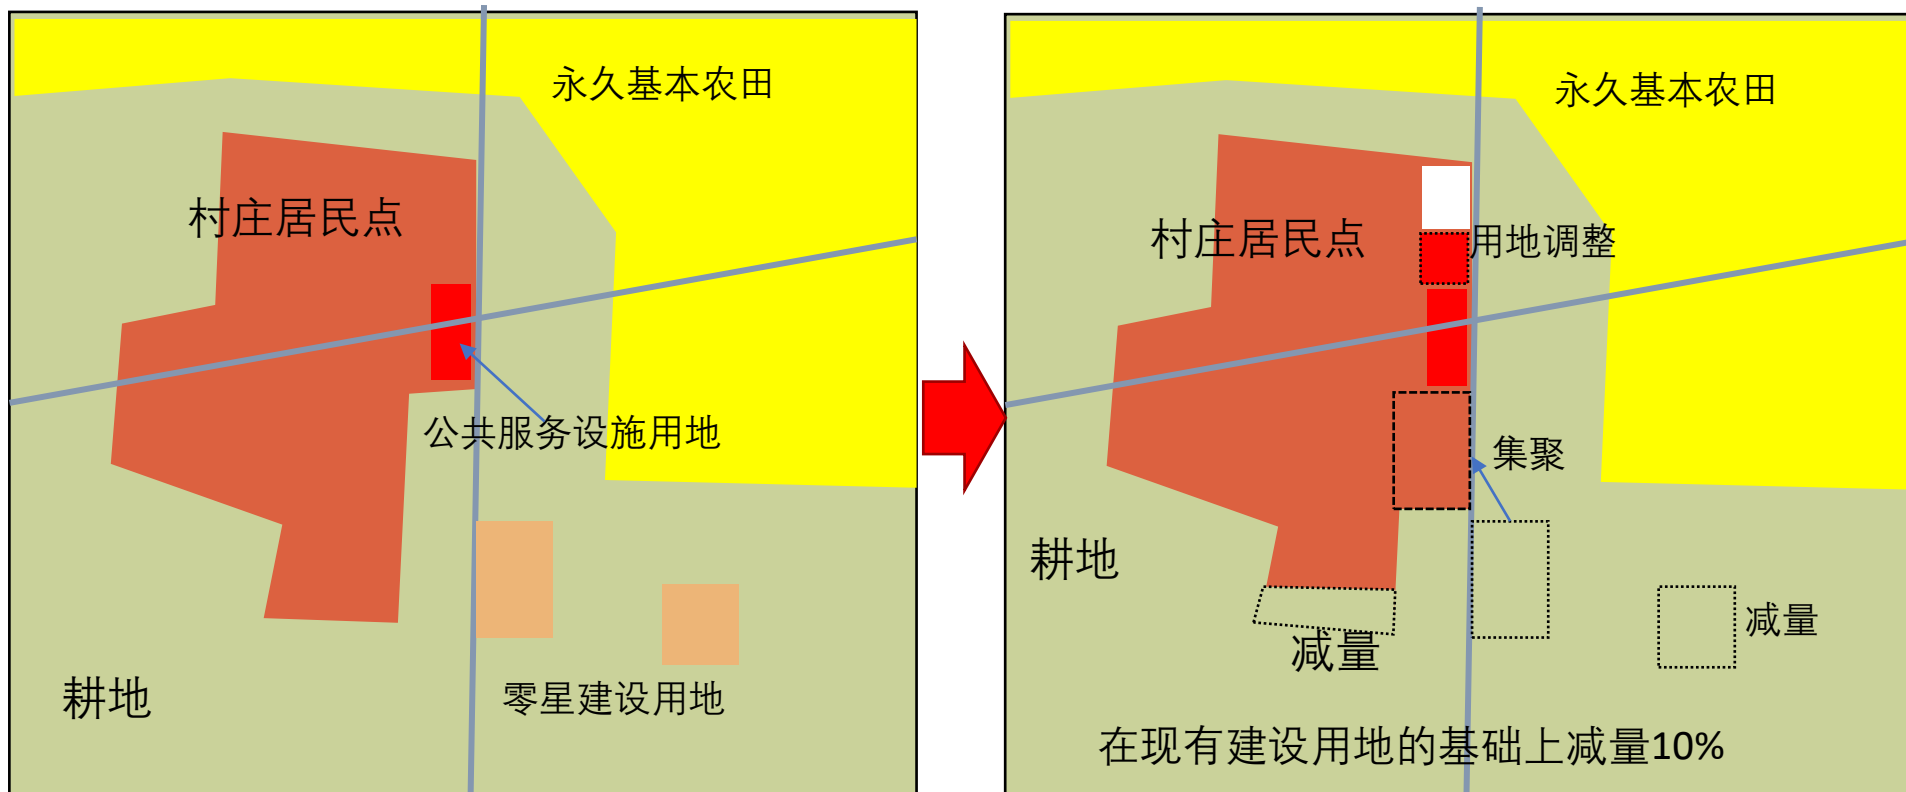 永久基本农田
村庄居民点
公共服务设施用地
零星建设用地
耕地
永久基本农田
村庄居民点
用地调整
集聚
耕地
减量
减量
在现有建设用地的基础上减量10%